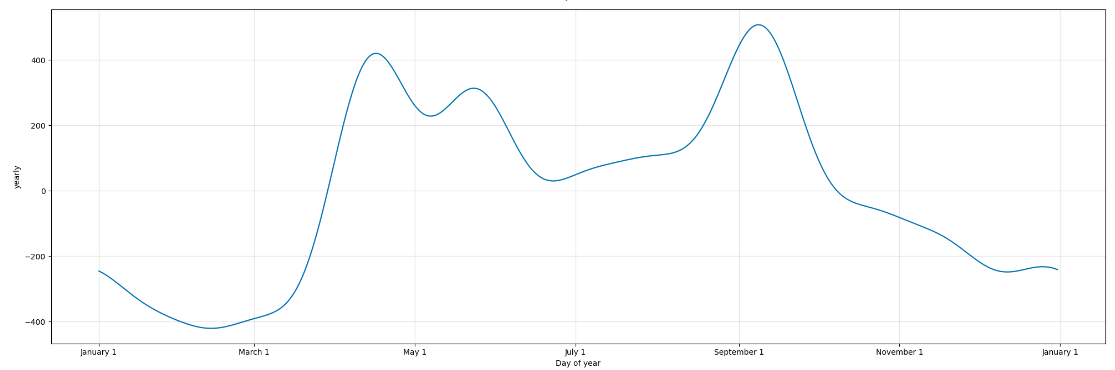 400
200
0
−200
−400
yearly
January 1 March 1 May 1 July 1 September 1 November 1 January 1
Day of year